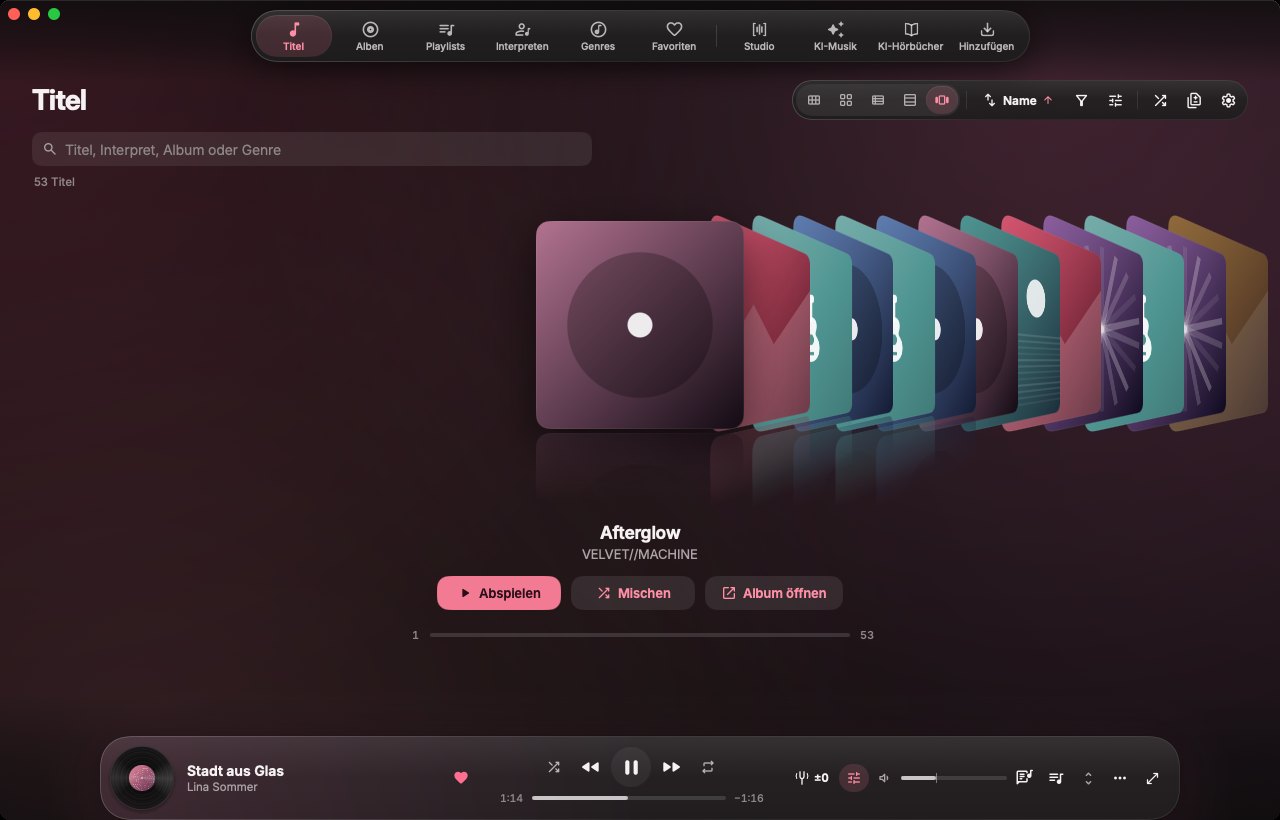 Titel
Alben
Playlists
Interpreten
Genres
Favoriten
Studio
KI-Musik
KI-Hörbücher
Hinzufügen
Titel
Name
Titel, Interpret, Album oder Genre
53 Titel
Afterglow
VELVET//MACHINE
Abspielen
Mischen
Album öffnen
1
53
Stadt aus Glas
Lina Sommer
1:14
−1:16
±0